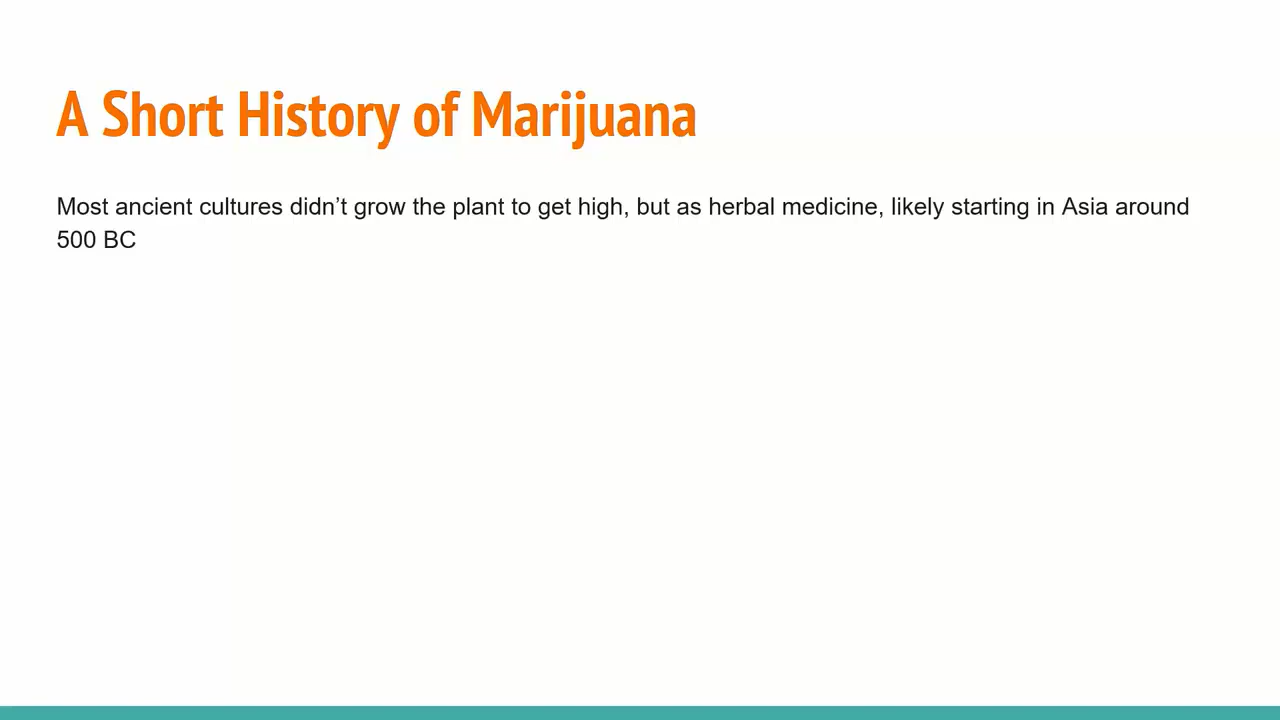 A Short History of Marijuana
Most ancient cultures didn’t grow the plant to get high, but as herbal medicine, likely starting in Asia around
500 BC